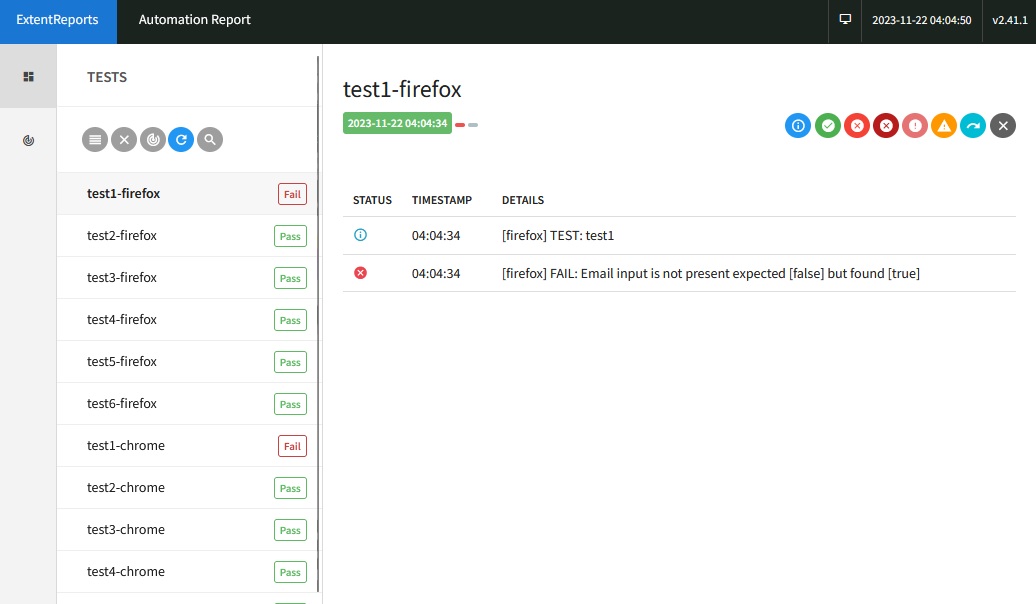 ExtentReports
Automation Report
2023-11-22 04:04:50
v2.41.1
TESTS
test1-firefox Fail
test2-firefox Pass
test3-firefox Pass
test4-firefox Pass
test5-firefox Pass
test6-firefox Pass
test1-chrome Fail
test2-chrome Pass
test3-chrome Pass
test4-chrome Pass
test1-firefox
2023-11-22 04:04:34
STATUS TIMESTAMP DETAILS
04:04:34 [firefox] TEST: test1
04:04:34 [firefox] FAIL: Email input is not present expected [false] but found [true]